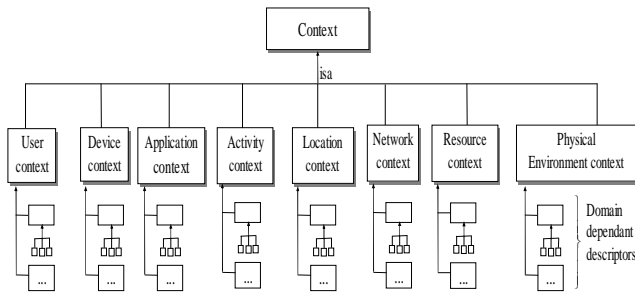 Context
isa
User
context
Device
context
Application
context
Activity
context
Location
context
Network
context
Resource
context
Physical
Environment context
Domain
dependant
descriptors
...
...
...
...
...
...
...
...